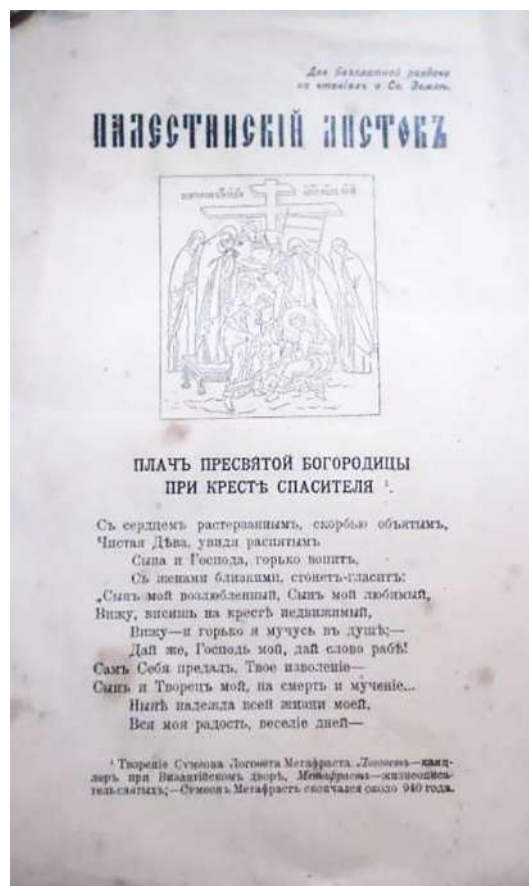 Для безплатной раздачи
на чтеніяхъ о Св. Землѣ.
ПАЛЕСТИНСКІЙ ЛИСТОКЪ
ПЛАЧЪ ПРЕСВЯТОЙ БОГОРОДИЦЫ
ПРИ КРЕСТѢ СПАСИТЕЛЯ ¹.
Съ сердцемъ растерзаннымъ, скорбью объятымъ,
Чистая Дѣва, увидя распятымъ
Сына и Господа, горько вопитъ,
Съ женами близкими, стонетъ-гласитъ:
„Сынъ мой возлюбленный, Сынъ мой любимый,
Вижу, висишь на крестѣ недвижимый,
Вижу—и горько я мучусь въ душѣ;—
Дай же, Господь мой, дай слово рабѣ!
Самъ Себя предалъ, Твое изволеніе—
Сынъ и Творецъ мой, на смерть и мученіе...
Нынѣ надежда всей жизни моей,
Вся моя радость, веселіе дней—
¹ Твореніе Сѵмеона Логоѳета Метафраста. Логоѳетъ—канц-
леръ при Византійскомъ дворѣ, Метафрастъ—жизнеописа-
тель святыхъ;—Сѵмеонъ Метафрастъ скончался около 940 года.